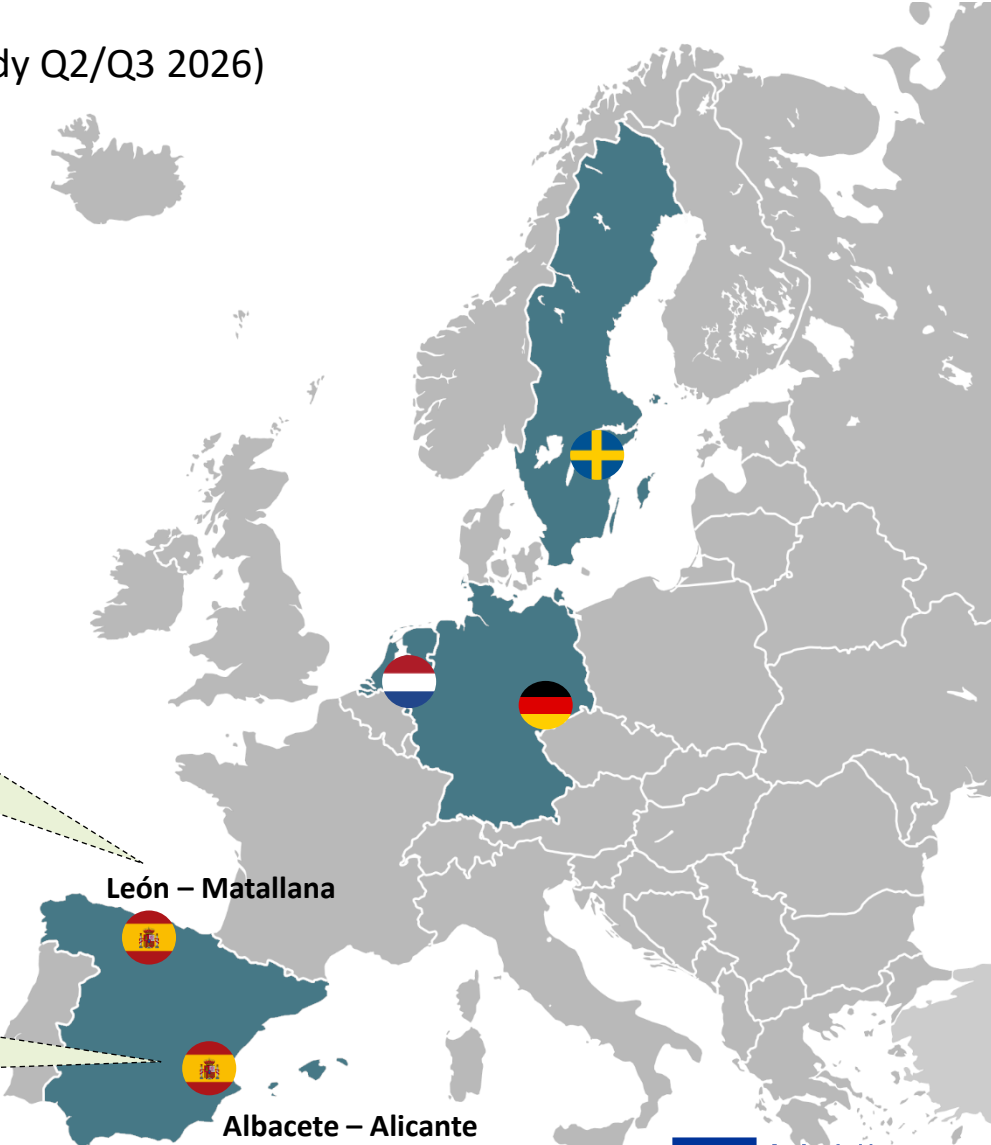 dy Q2/Q3 2026)
León – Matallana
Albacete – Alicante